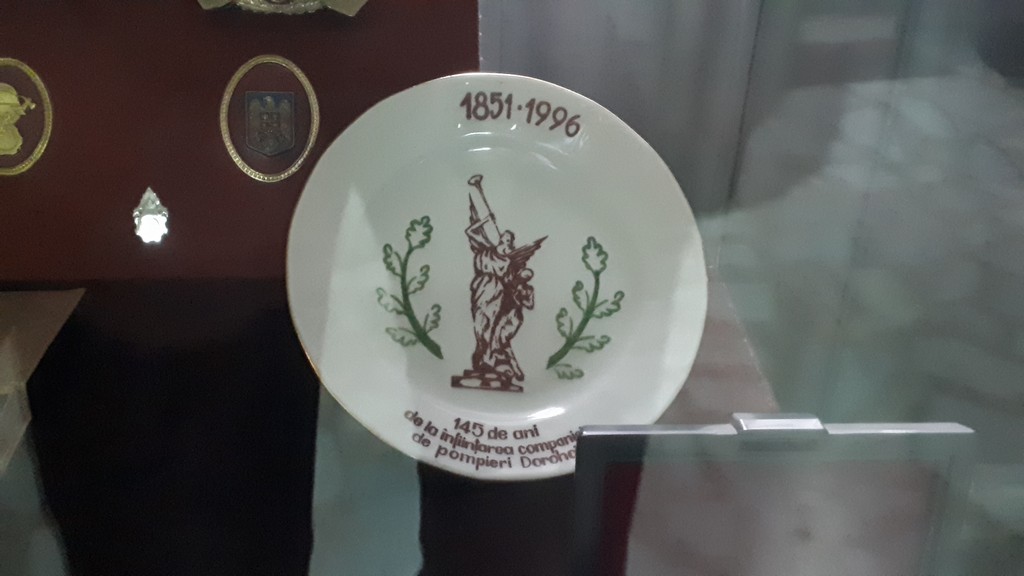 1851·1996
145 de ani
de la înființarea
de pompieri